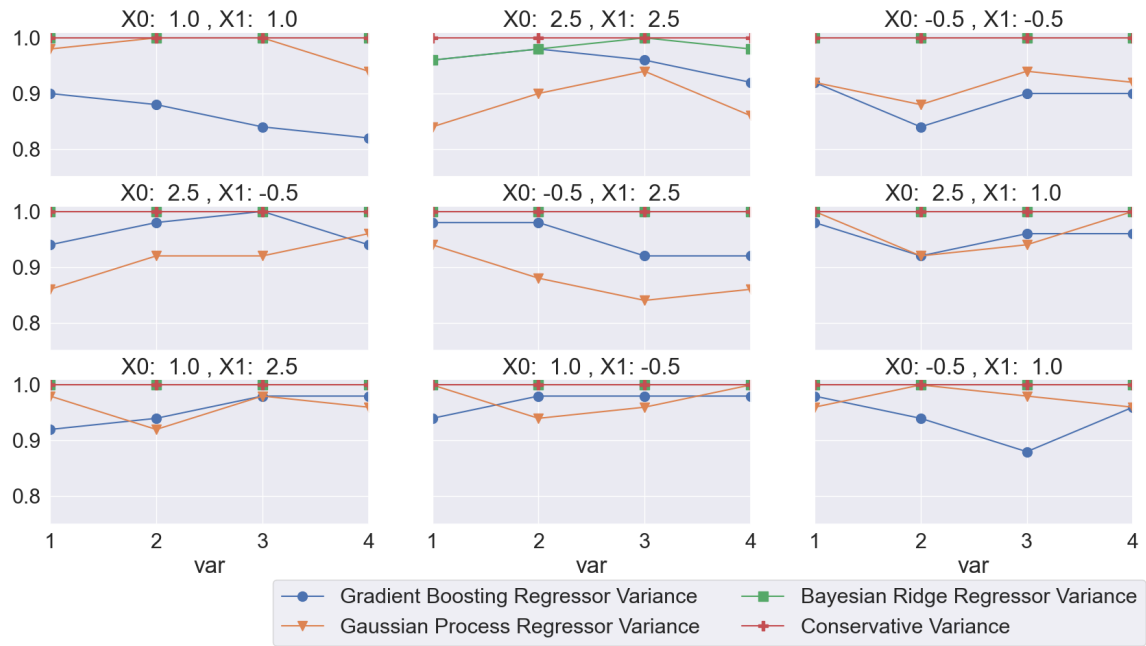 X0: 1.0 , X1: 1.0
X0: 2.5 , X1: 2.5
X0: -0.5 , X1: -0.5
1.0
0.9
0.8
X0: 2.5 , X1: -0.5
X0: -0.5 , X1: 2.5
X0: 2.5 , X1: 1.0
1.0
0.9
0.8
X0: 1.0 , X1: 2.5
X0: 1.0 , X1: -0.5
X0: -0.5 , X1: 1.0
1.0
0.9
0.8
1 2 3 4
1 2 3 4
1 2 3 4
var
var
var
Gradient Boosting Regressor Variance
Bayesian Ridge Regressor Variance
Gaussian Process Regressor Variance
Conservative Variance